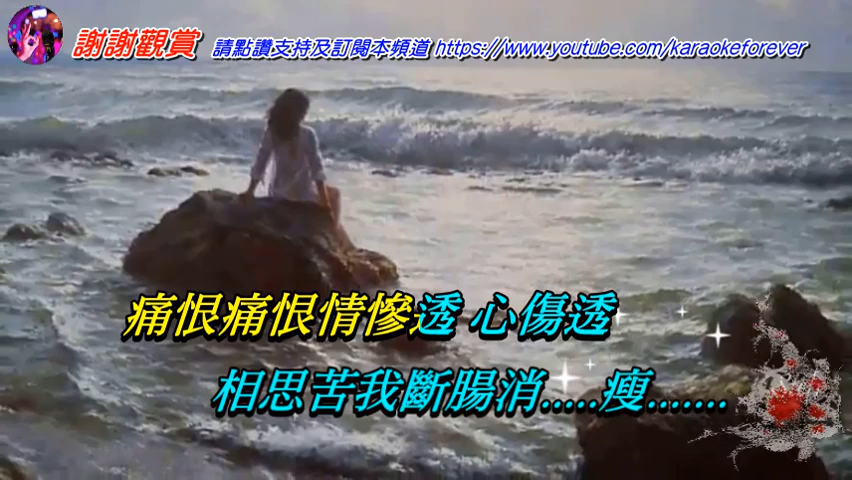 謝謝觀賞 請點讚支持及訂閱本頻道 https://www.youtube.com/karaokeforever
痛恨痛恨情慘透 心傷透
相思苦我斷腸消.....瘦.......